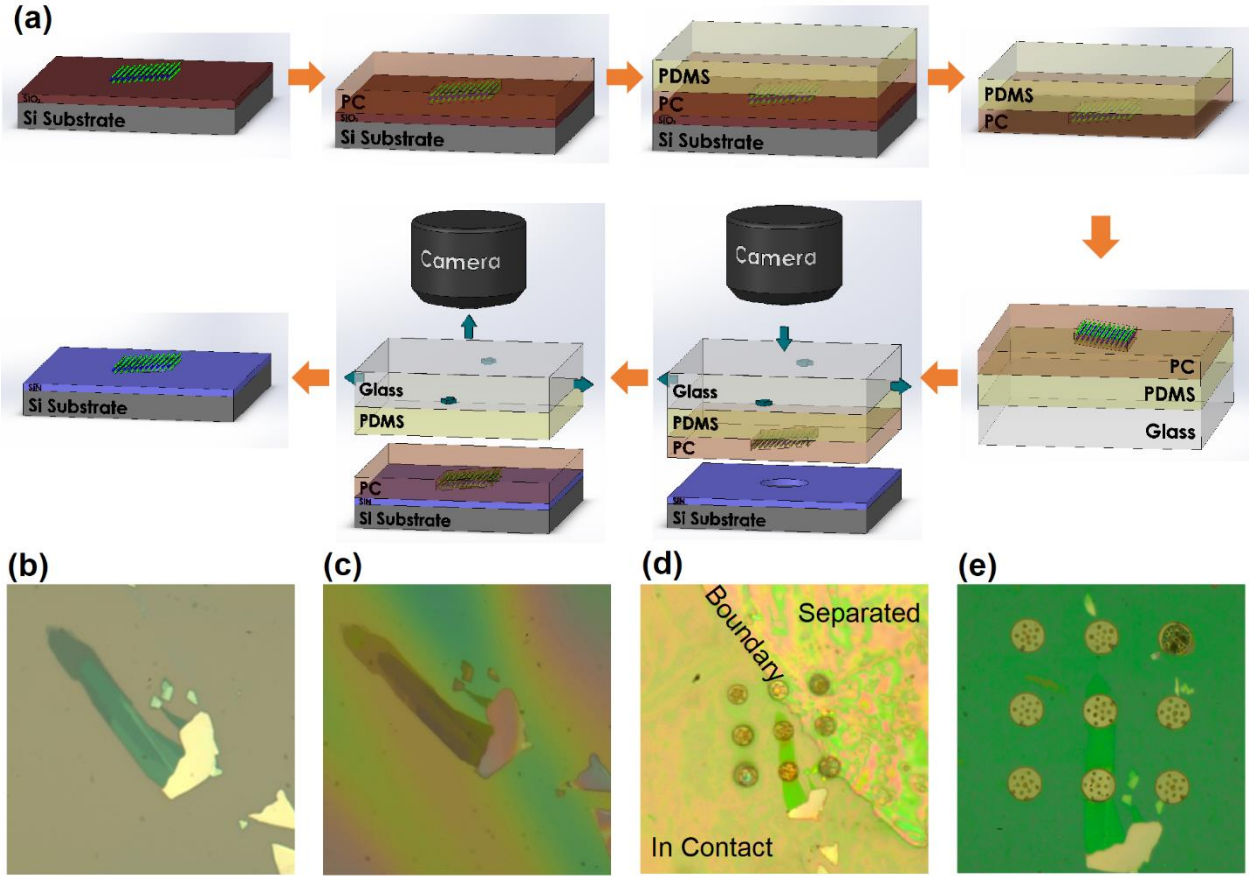 (a)
SiO₂
Si Substrate
PC
SiO₂
Si Substrate
PDMS
PC
SiO₂
Si Substrate
PDMS
PC
Camera
SiN
Si Substrate
Glass
PDMS
PC
SiN
Si Substrate
Camera
Glass
PDMS
PC
SiN
Si Substrate
PC
PDMS
Glass
(b)
(c)
(d)
Boundary
Separated
In Contact
(e)